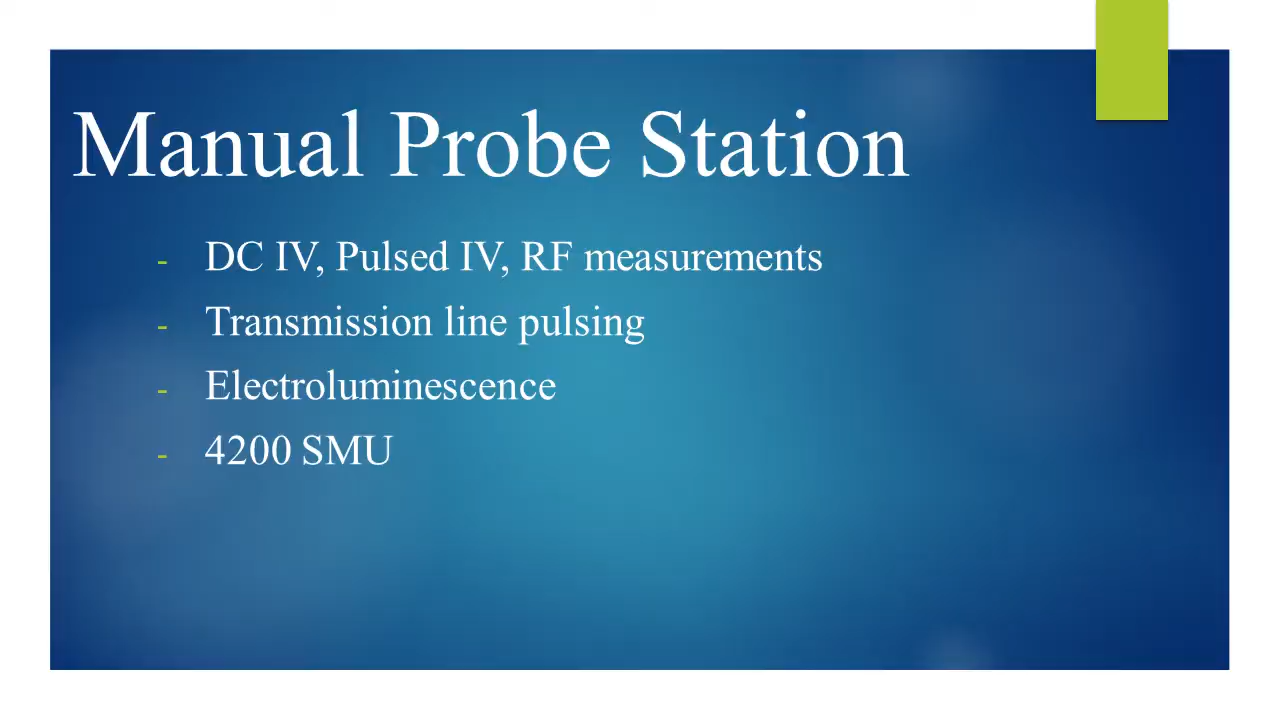 Manual Probe Station
- DC IV, Pulsed IV, RF measurements
- Transmission line pulsing
- Electroluminescence
- 4200 SMU